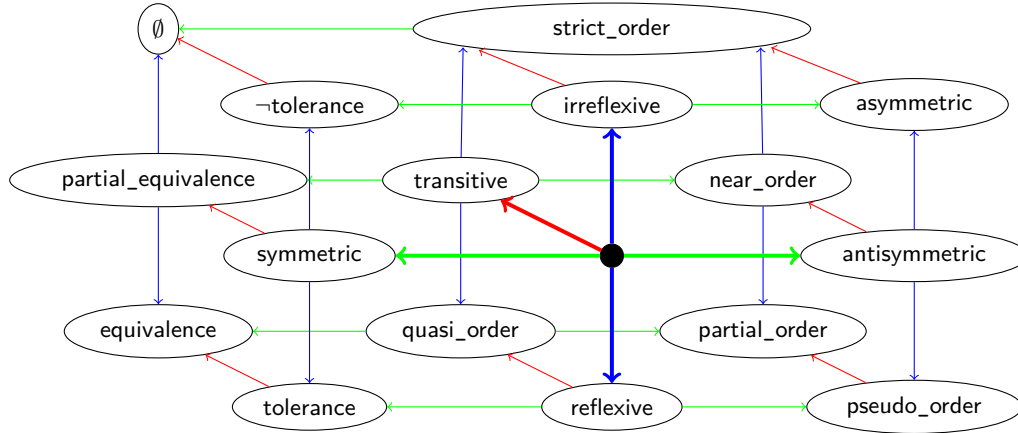 ∅
strict_order
¬tolerance
irreflexive
asymmetric
partial_equivalence
transitive
near_order
symmetric
antisymmetric
equivalence
quasi_order
partial_order
tolerance
reflexive
pseudo_order